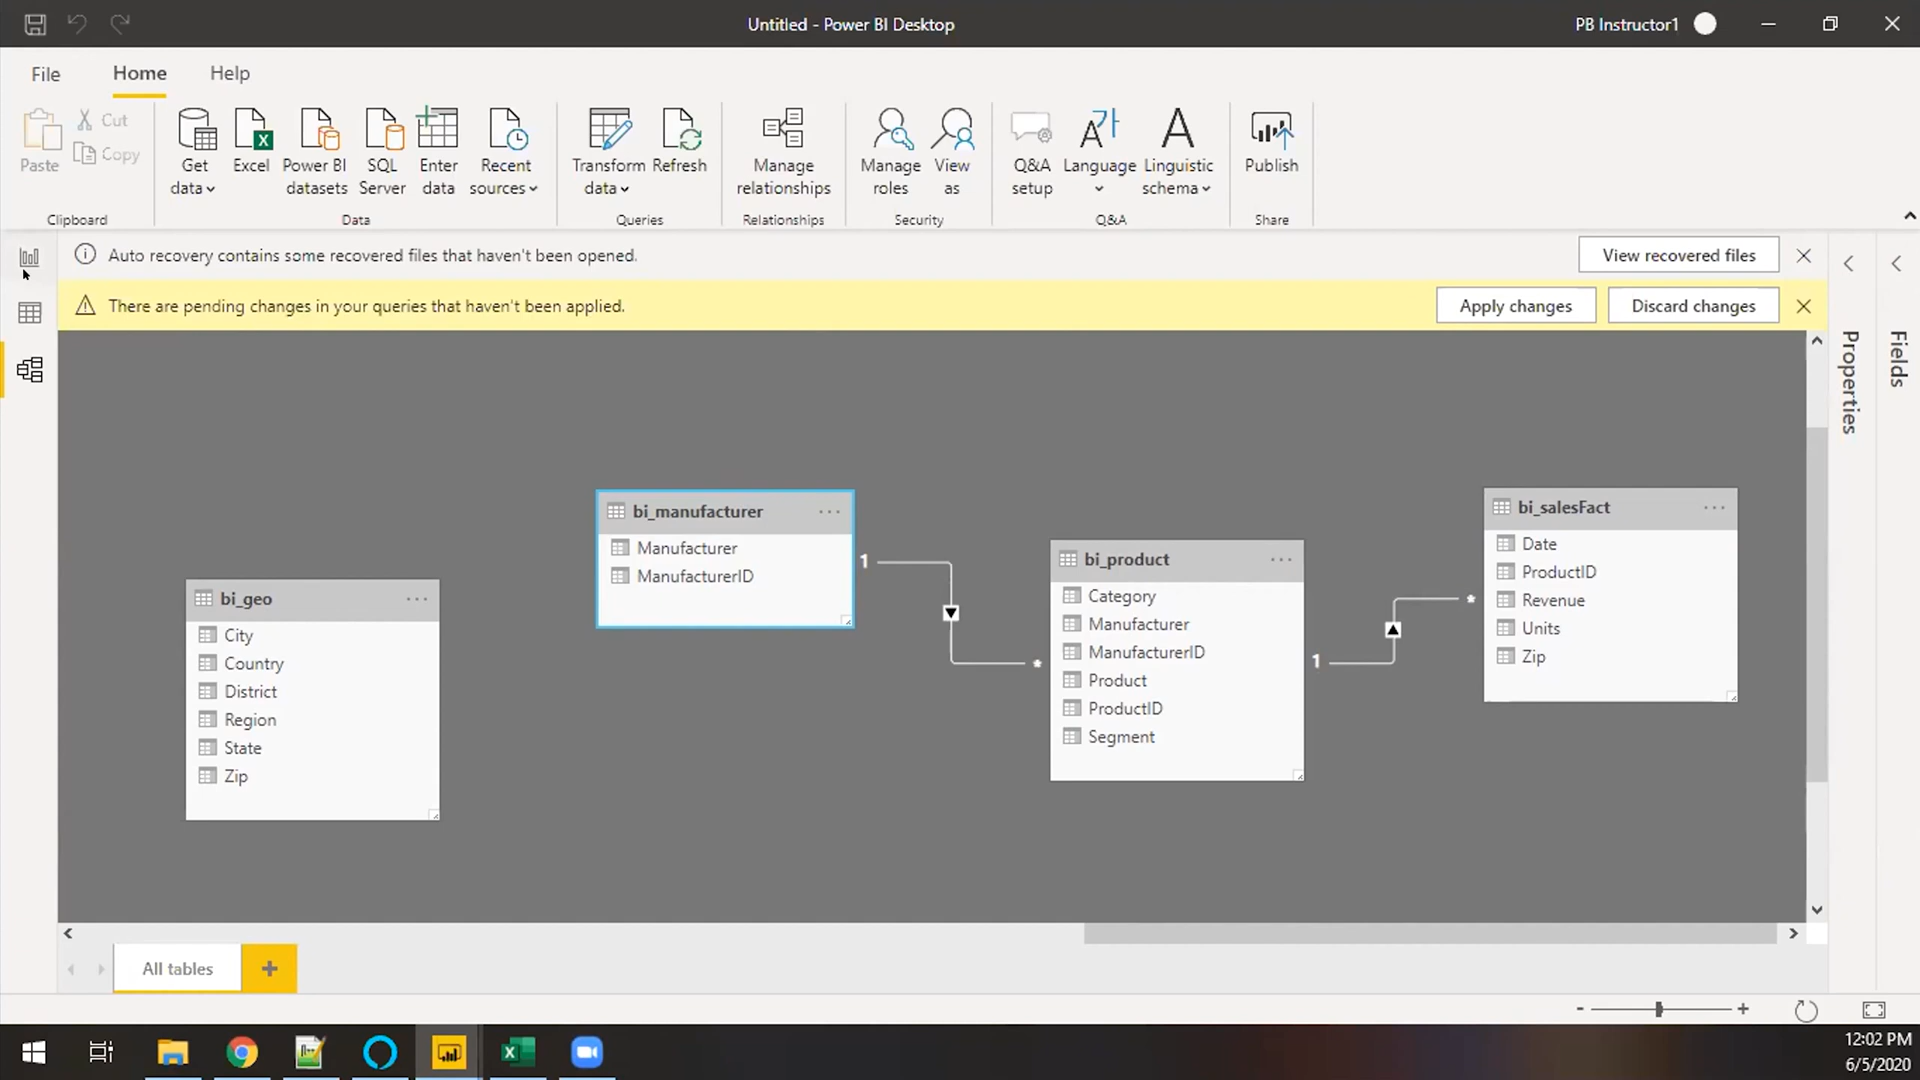 Untitled - Power BI Desktop
PB Instructor1
File
Home
Help
Paste
Cut
Copy
Get
data
Excel
Power BI
datasets
SQL
Server
Enter
data
Recent
sources
Transform
data
Refresh
Manage
relationships
Manage
roles
View
as
Q&A
setup
Language
Linguistic
schema
Publish
Clipboard
Data
Queries
Relationships
Security
Q&A
Share
Auto recovery contains some recovered files that haven't been opened.
View recovered files
There are pending changes in your queries that haven't been applied.
Apply changes
Discard changes
Properties
Fields
bi_geo
City
Country
District
Region
State
Zip
bi_manufacturer
Manufacturer
ManufacturerID
1
*
bi_product
Category
Manufacturer
ManufacturerID
Product
ProductID
Segment
1
*
bi_salesFact
Date
ProductID
Revenue
Units
Zip
All tables
+
- +
12:02 PM
6/5/2020